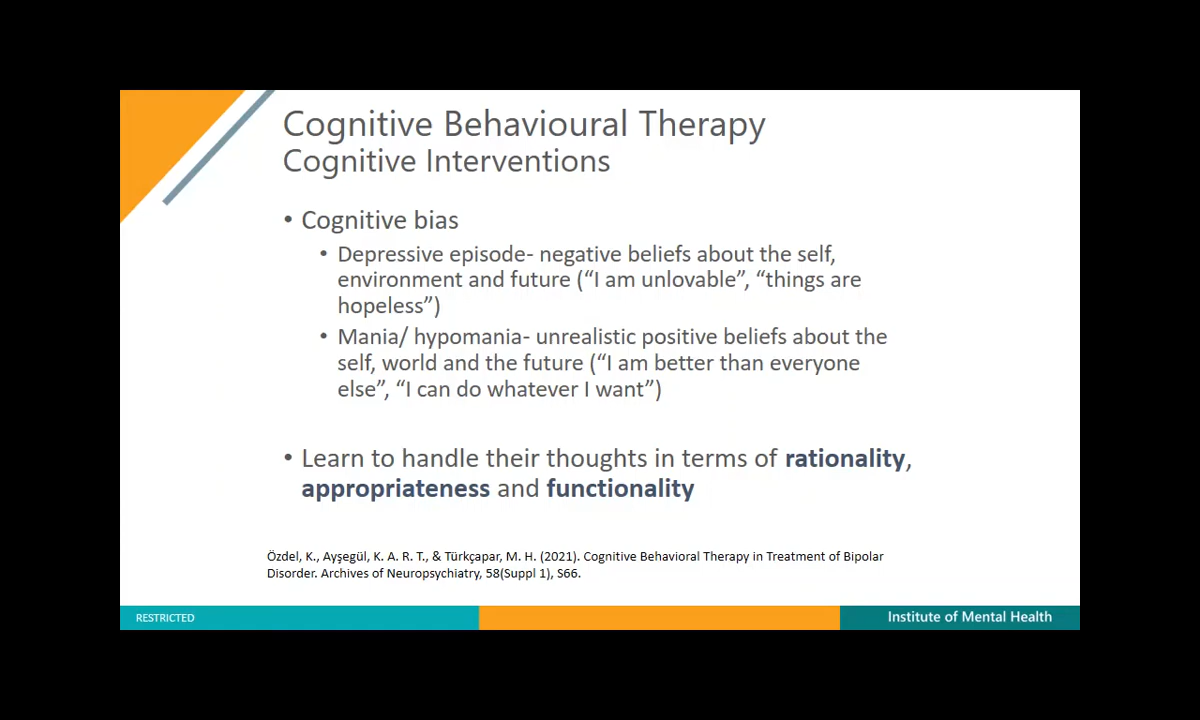 Cognitive Behavioural Therapy
Cognitive Interventions
• Cognitive bias
• Depressive episode- negative beliefs about the self,
environment and future (“I am unlovable”, “things are
hopeless”)
• Mania/ hypomania- unrealistic positive beliefs about the
self, world and the future (“I am better than everyone
else”, “I can do whatever I want”)
• Learn to handle their thoughts in terms of rationality,
appropriateness and functionality
Özdel, K., Ayşegül, K. A. R. T., & Türkçapar, M. H. (2021). Cognitive Behavioral Therapy in Treatment of Bipolar
Disorder. Archives of Neuropsychiatry, 58(Suppl 1), S66.
RESTRICTED
Institute of Mental Health